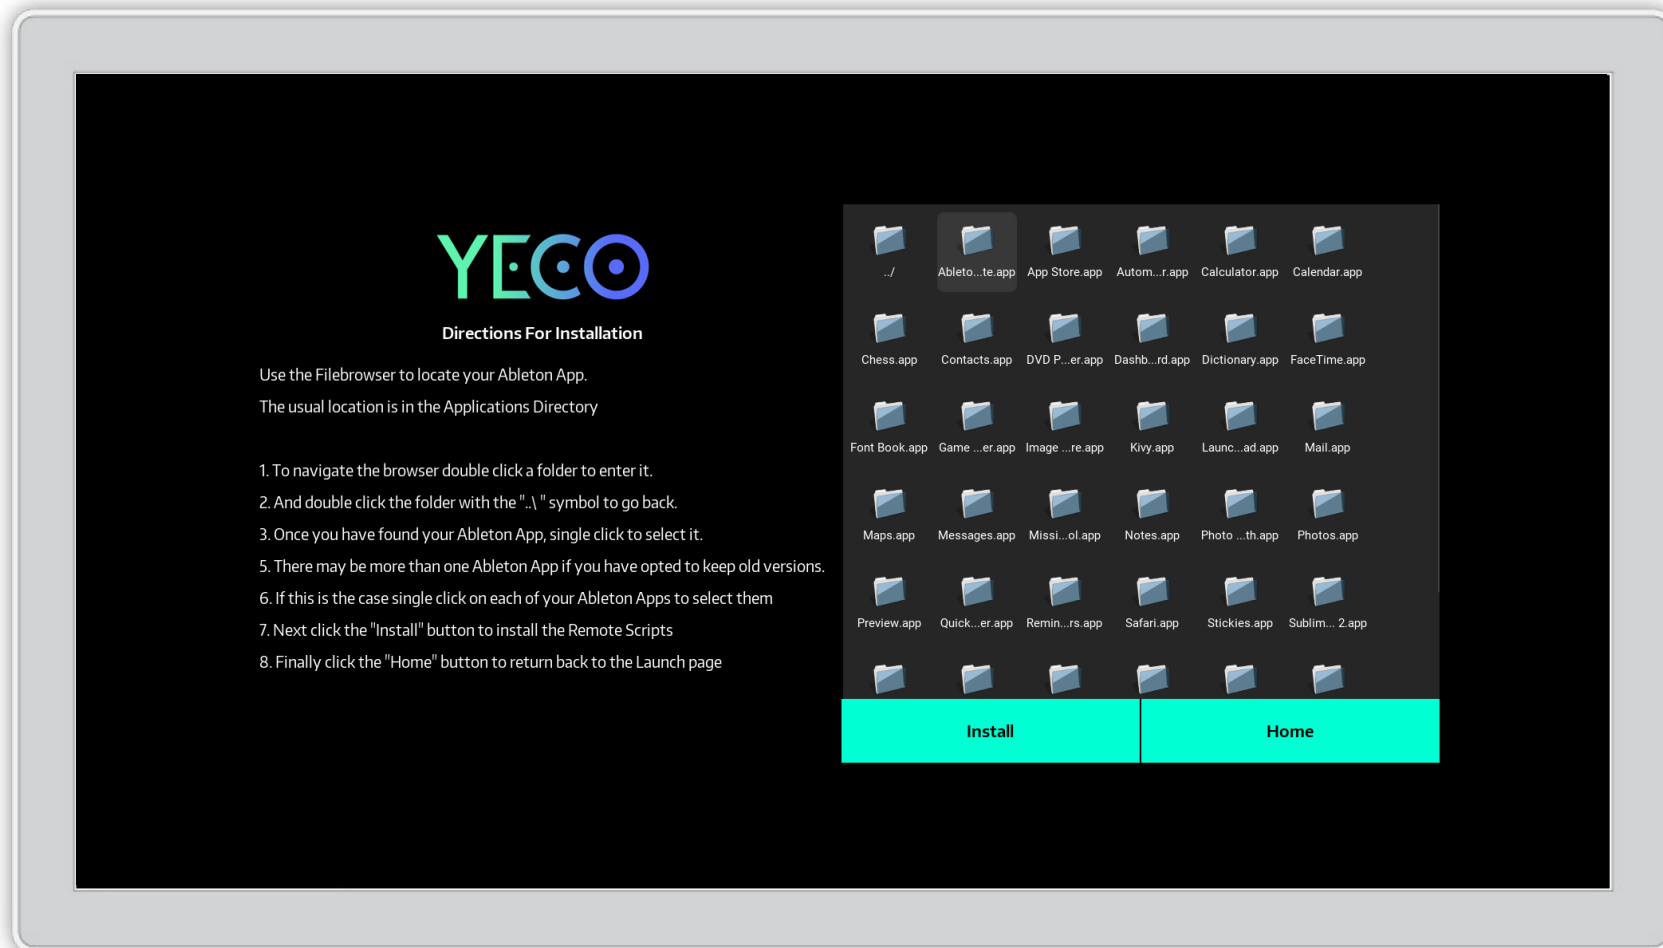 YECO
Directions For Installation
Use the Filebrowser to locate your Ableton App.
The usual location is in the Applications Directory
1. To navigate the browser double click a folder to enter it.
2. And double click the folder with the "..\ " symbol to go back.
3. Once you have found your Ableton App, single click to select it.
5. There may be more than one Ableton App if you have opted to keep old versions.
6. If this is the case single click on each of your Ableton Apps to select them
7. Next click the "Install" button to install the Remote Scripts
8. Finally click the "Home" button to return back to the Launch page
../ Ableto...te.app App Store.app Autom...r.app Calculator.app Calendar.app
Chess.app Contacts.app DVD P...er.app Dashb...rd.app Dictionary.app FaceTime.app
Font Book.app Game ...er.app Image ...re.app Kivy.app Launc...ad.app Mail.app
Maps.app Messages.app Missi...ol.app Notes.app Photo ...th.app Photos.app
Preview.app Quick...er.app Remin...rs.app Safari.app Stickies.app Sublim... 2.app
Install Home